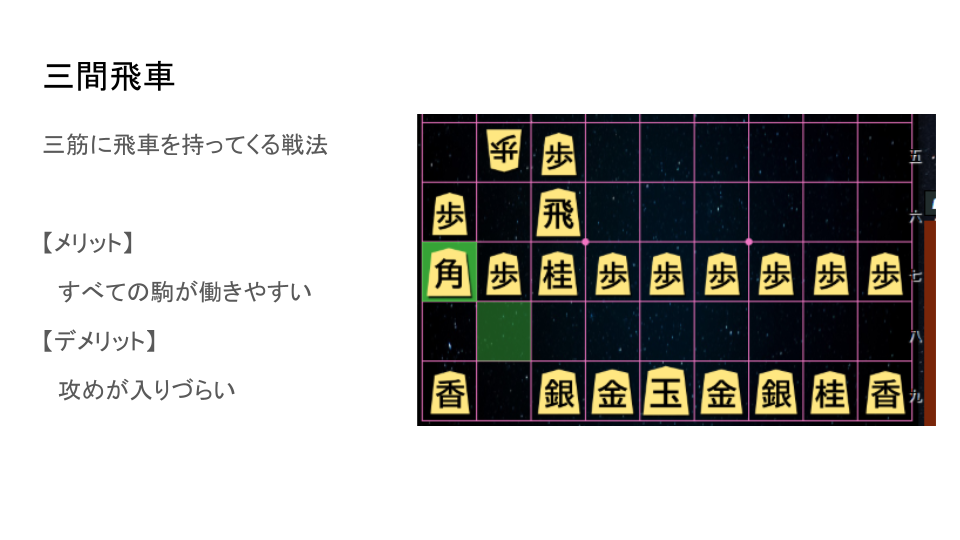 三間飛車
三筋に飛車を持ってくる戦法
【メリット】
すべての駒が働きやすい
【デメリット】
攻めが入りづらい
歩 歩 五
歩 飛 六
角 歩 桂 歩 歩 歩 歩 歩 歩 七
八
香 銀 金 玉 金 銀 桂 香 九